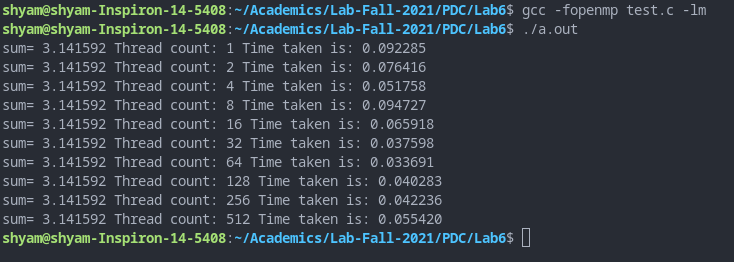 shyam@shyam-Inspiron-14-5408:~/Academics/Lab-Fall-2021/PDC/Lab6$ gcc -fopenmp test.c -lm
shyam@shyam-Inspiron-14-5408:~/Academics/Lab-Fall-2021/PDC/Lab6$ ./a.out
sum= 3.141592 Thread count: 1 Time taken is: 0.092285
sum= 3.141592 Thread count: 2 Time taken is: 0.076416
sum= 3.141592 Thread count: 4 Time taken is: 0.051758
sum= 3.141592 Thread count: 8 Time taken is: 0.094727
sum= 3.141592 Thread count: 16 Time taken is: 0.065918
sum= 3.141592 Thread count: 32 Time taken is: 0.037598
sum= 3.141592 Thread count: 64 Time taken is: 0.033691
sum= 3.141592 Thread count: 128 Time taken is: 0.040283
sum= 3.141592 Thread count: 256 Time taken is: 0.042236
sum= 3.141592 Thread count: 512 Time taken is: 0.055420
shyam@shyam-Inspiron-14-5408:~/Academics/Lab-Fall-2021/PDC/Lab6$